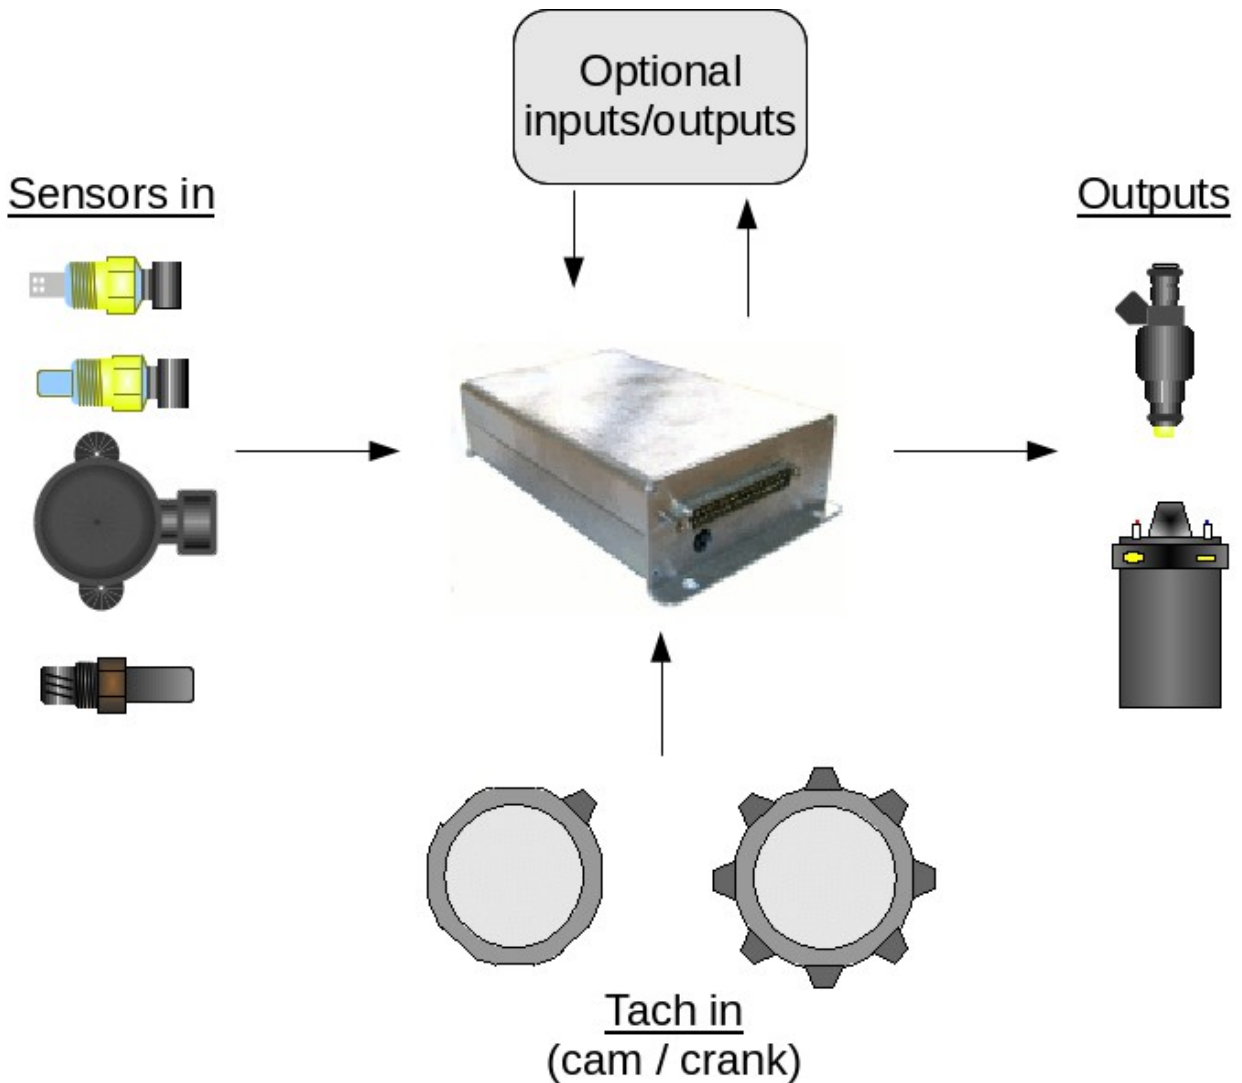 Optional
inputs/outputs
Sensors in
Outputs
Tach in
(cam / crank)